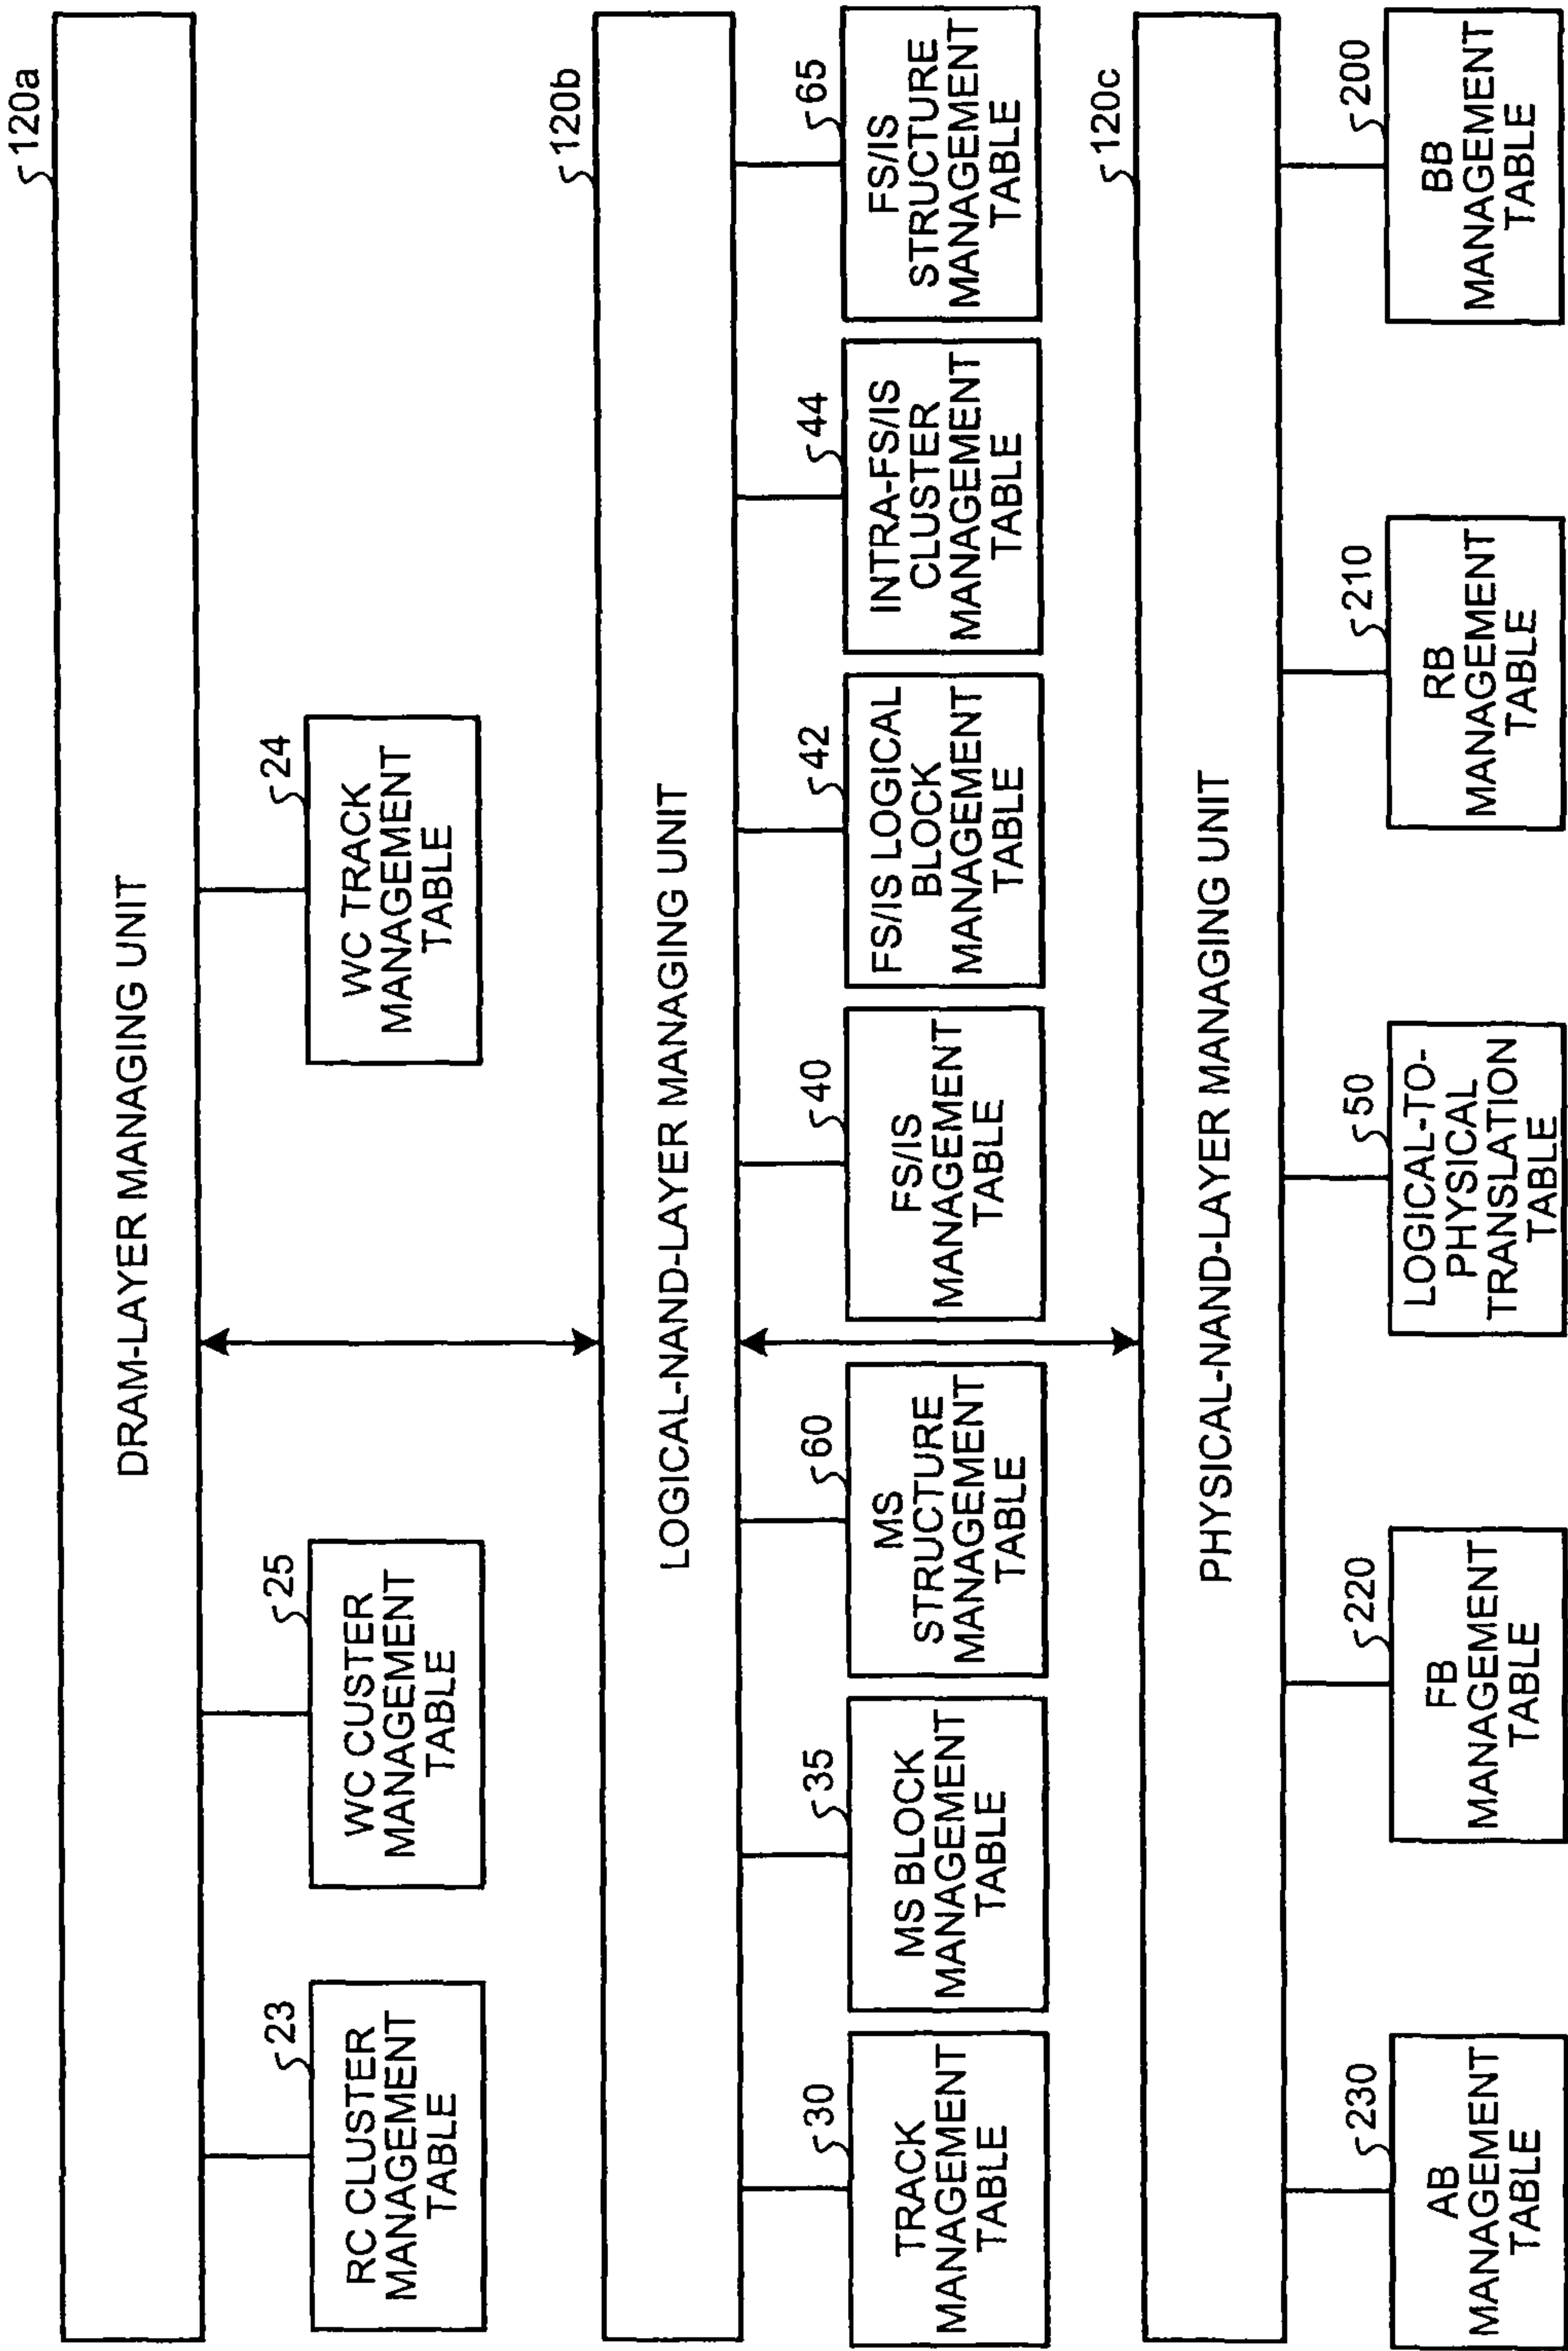 120a
DRAM-LAYER MANAGING UNIT
23
RC CLUSTER
MANAGEMENT
TABLE
25
WC CUSTER
MANAGEMENT
TABLE
24
WC TRACK
MANAGEMENT
TABLE
120b
LOGICAL-NAND-LAYER MANAGING UNIT
30
TRACK
MANAGEMENT
TABLE
35
MS BLOCK
MANAGEMENT
TABLE
60
MS
STRUCTURE
MANAGEMENT
TABLE
40
FS/IS
MANAGEMENT
TABLE
42
FS/IS LOGICAL
BLOCK
MANAGEMENT
TABLE
44
INTRA-FS/IS
CLUSTER
MANAGEMENT
TABLE
65
FS/IS
STRUCTURE
MANAGEMENT
TABLE
120c
PHYSICAL-NAND-LAYER MANAGING UNIT
230
AB
MANAGEMENT
TABLE
220
FB
MANAGEMENT
TABLE
50
LOGICAL-TO-
PHYSICAL
TRANSLATION
TABLE
210
RB
MANAGEMENT
TABLE
200
BB
MANAGEMENT
TABLE